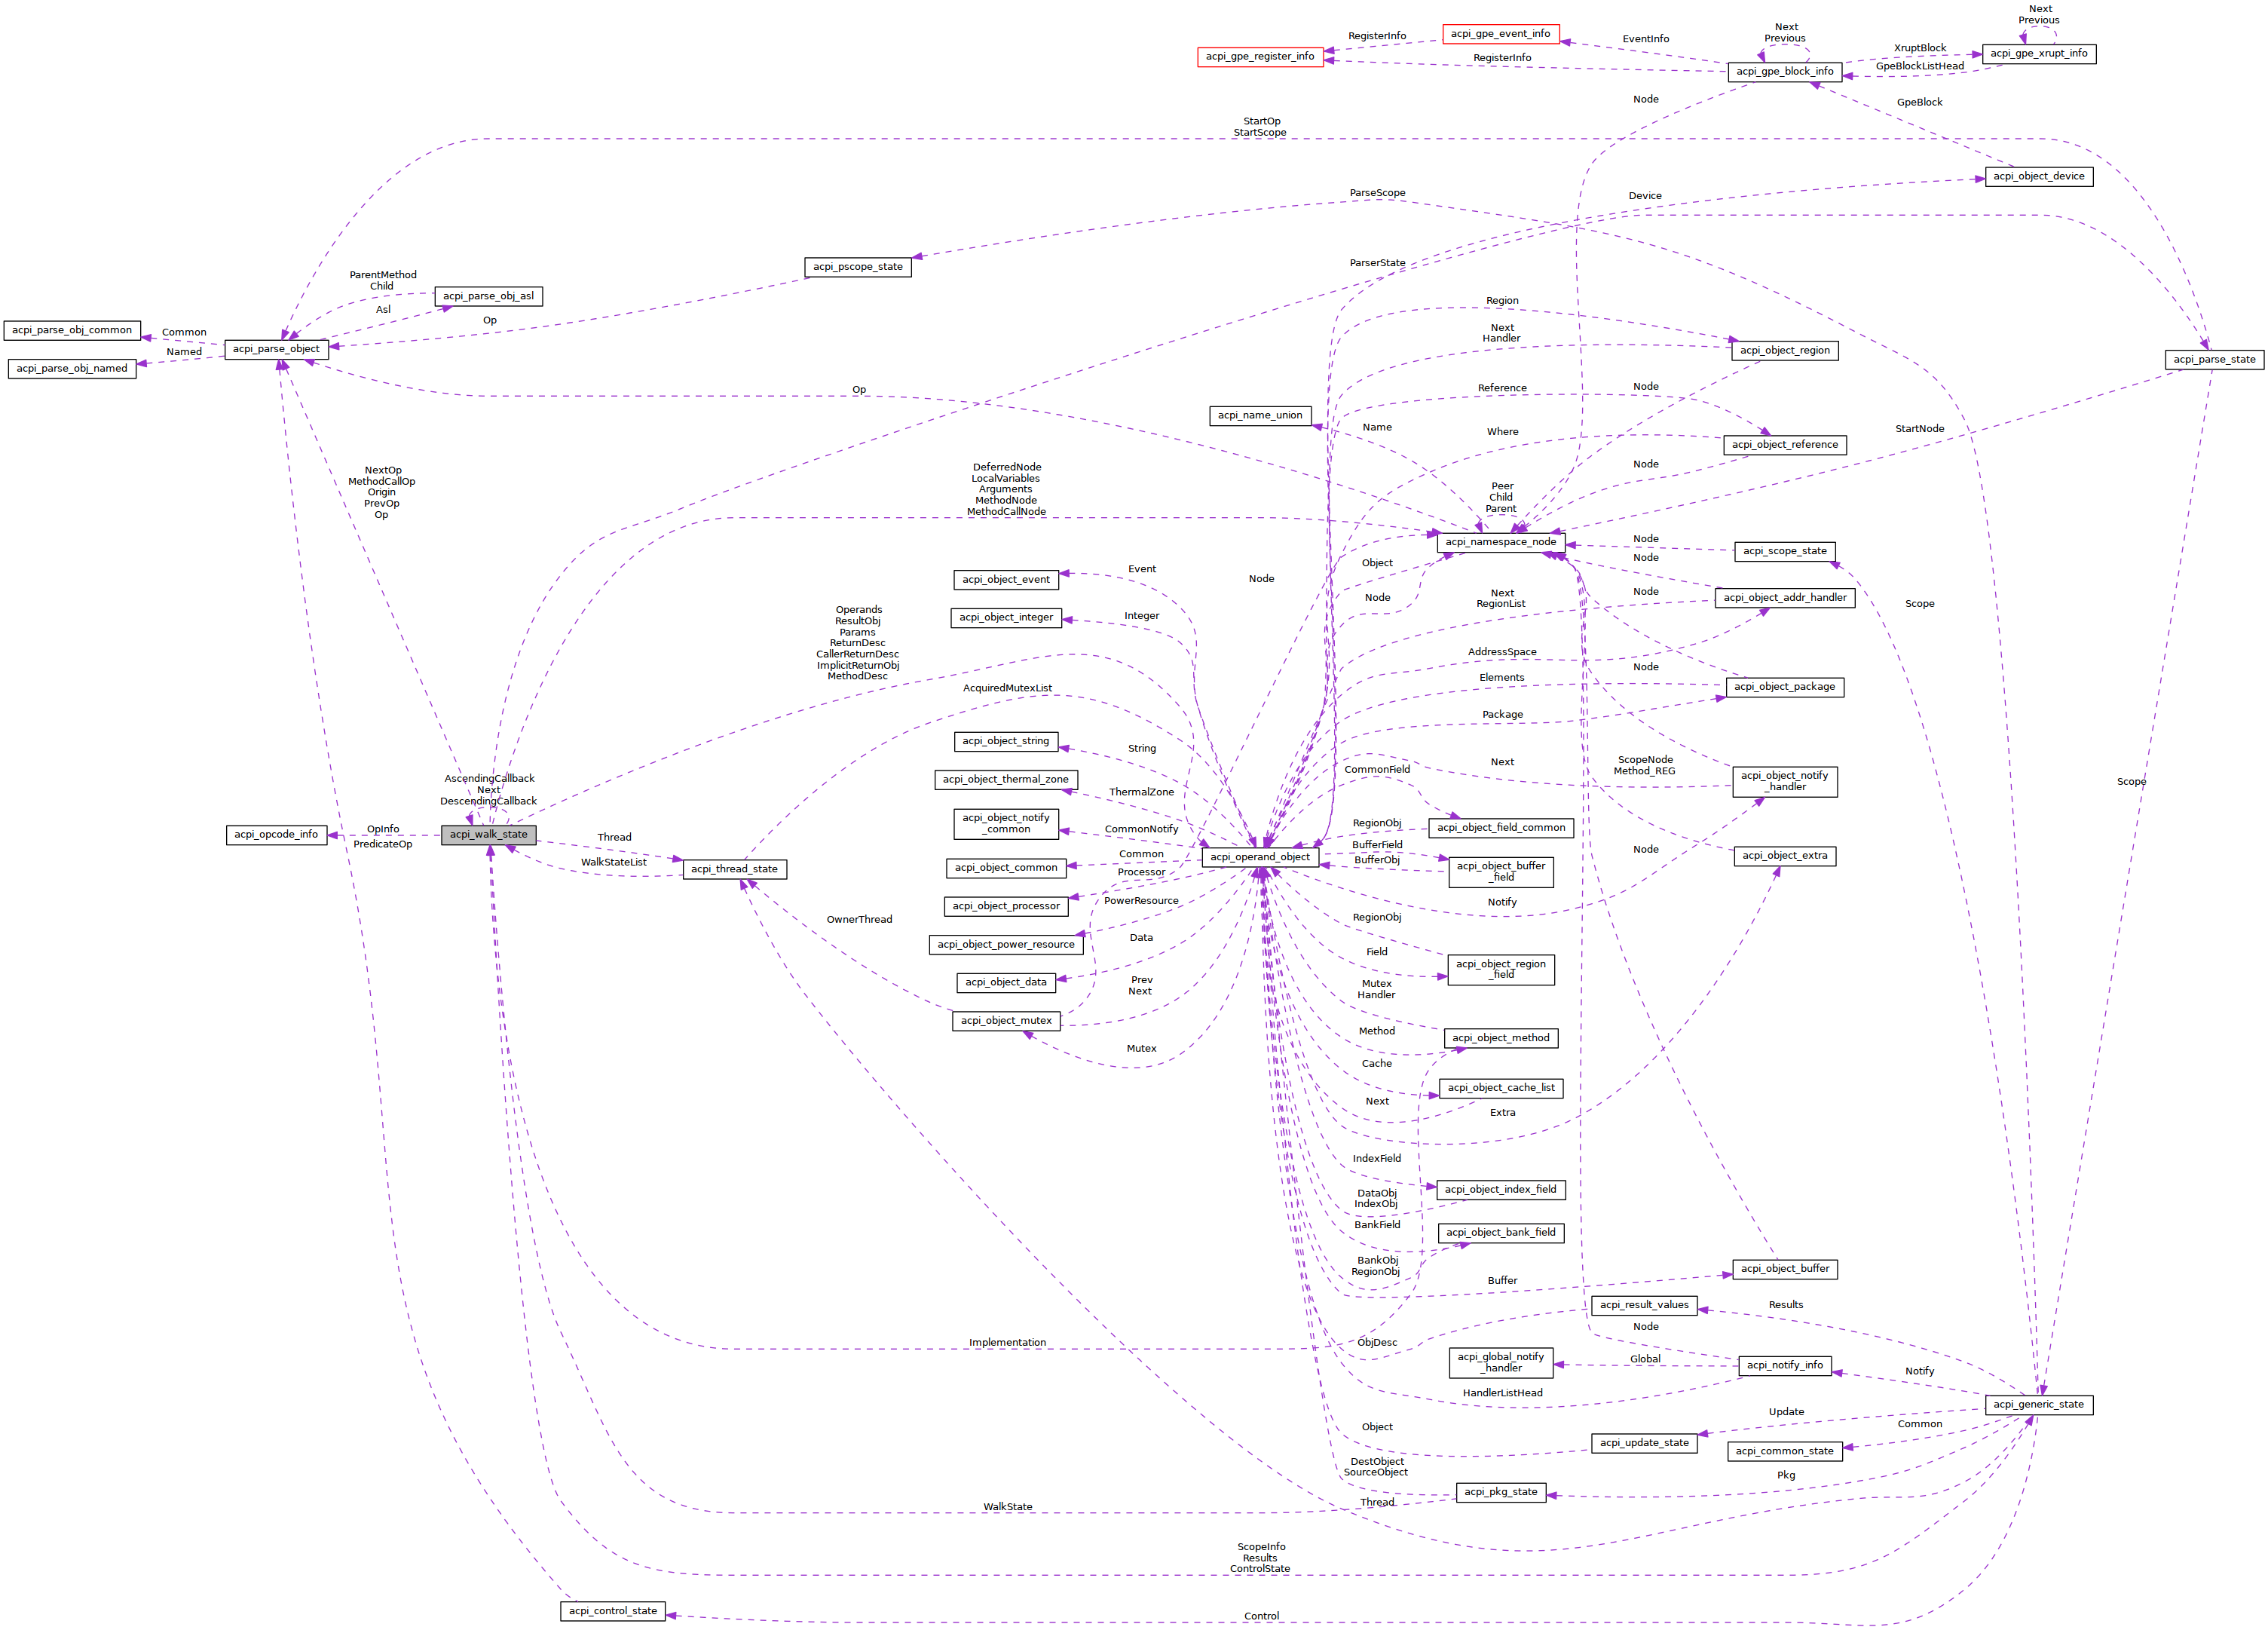 Next
Previous
Next
Previous
acpi_gpe_event_info
RegisterInfo
EventInfo
XruptBlock
acpi_gpe_xrupt_info
acpi_gpe_register_info
RegisterInfo
GpeBlockListHead
acpi_gpe_block_info
Node
GpeBlock
StartOp
StartScope
acpi_object_device
ParseScope
Device
ParserState
acpi_pscope_state
ParentMethod
Child
acpi_parse_obj_asl
Asl
Op
Region
acpi_parse_obj_common
Common
Next
Handler
acpi_parse_object
Named
acpi_object_region
acpi_parse_state
acpi_parse_obj_named
Op
Node
Reference
acpi_name_union
Name
Where
StartNode
acpi_object_reference
Node
NextOp
MethodCallOp
Origin
PrevOp
Op
DeferredNode
LocalVariables
Arguments
MethodNode
MethodCallNode
Peer
Child
Parent
acpi_namespace_node
Node
acpi_scope_state
Node
Object
Event
Node
acpi_object_event
Node
Next
RegionList
Node
acpi_object_addr_handler
Scope
Operands
ResultObj
Params
ReturnDesc
CallerReturnDesc
ImplicitReturnObj
MethodDesc
acpi_object_integer
Integer
AddressSpace
Node
Elements
acpi_object_package
AcquiredMutexList
Package
acpi_object_string
String
Next
ScopeNode
Method_REG
CommonField
acpi_object_notify
_handler
AscendingCallback
Next
DescendingCallback
acpi_object_thermal_zone
ThermalZone
Scope
acpi_object_notify
_common
CommonNotify
RegionObj
acpi_object_field_common
acpi_opcode_info
OpInfo
PredicateOp
acpi_walk_state
Thread
WalkStateList
acpi_thread_state
Common
acpi_object_common
Processor
acpi_operand_object
BufferField
BufferObj
acpi_object_buffer
_field
Node
acpi_object_extra
acpi_object_processor
PowerResource
Notify
OwnerThread
RegionObj
acpi_object_power_resource
Data
Field
acpi_object_region
_field
acpi_object_data
Prev
Next
Mutex
Handler
acpi_object_mutex
Method
acpi_object_method
Mutex
Cache
acpi_object_cache_list
Next
Extra
IndexField
acpi_object_index_field
DataObj
IndexObj
BankField
acpi_object_bank_field
BankObj
RegionObj
acpi_object_buffer
Buffer
acpi_result_values
Results
Implementation
ObjDesc
Node
acpi_global_notify
_handler
Global
acpi_notify_info
Notify
HandlerListHead
acpi_generic_state
Object
Update
Common
acpi_update_state
acpi_common_state
DestObject
SourceObject
Pkg
acpi_pkg_state
WalkState
Thread
ScopeInfo
Results
ControlState
acpi_control_state
Control